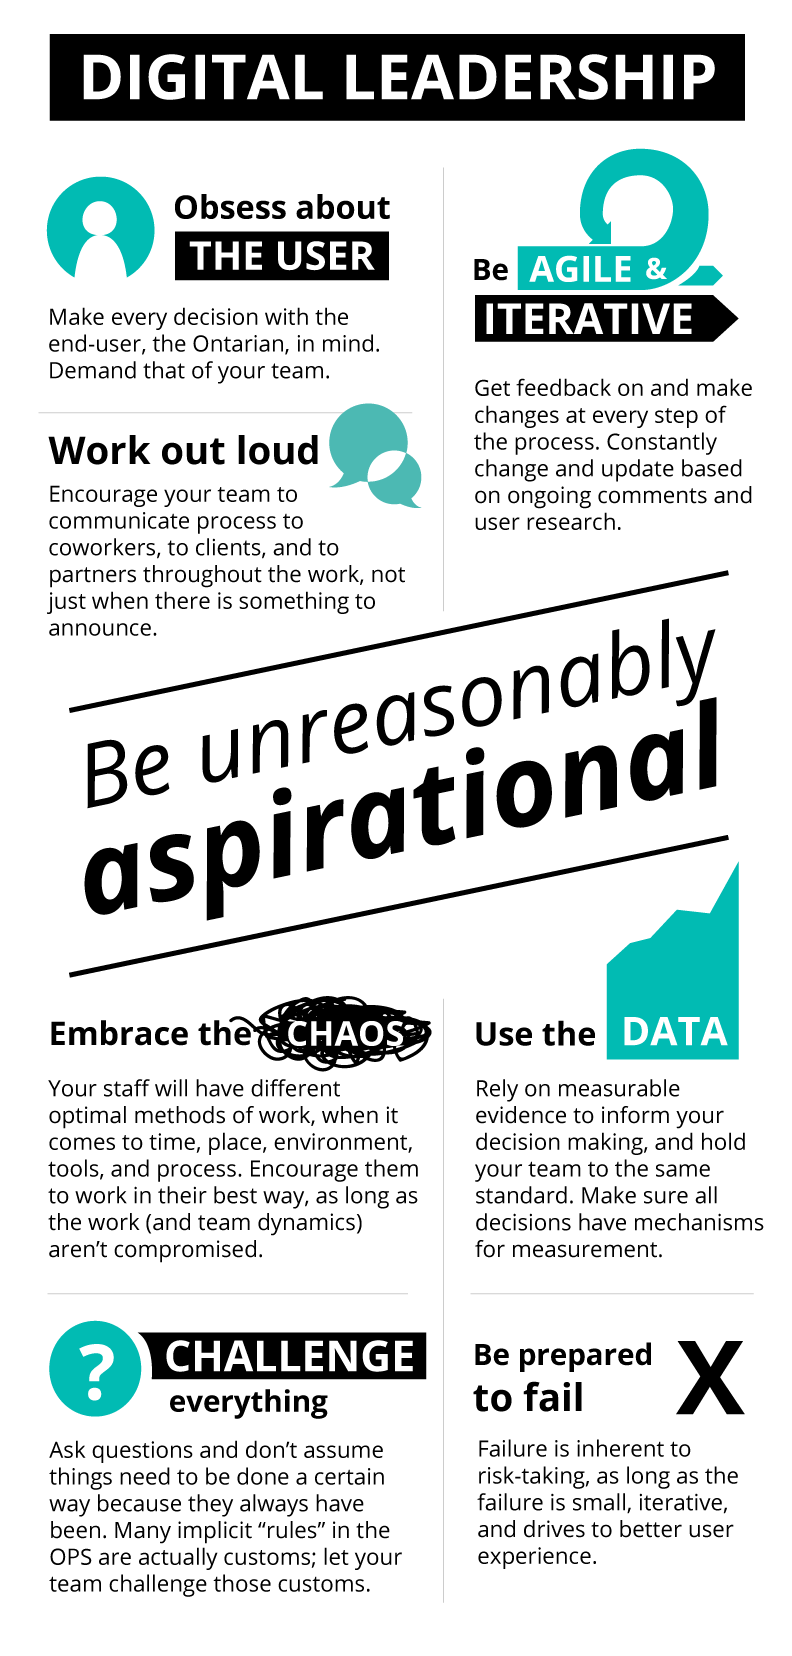 DIGITAL LEADERSHIP
Obsess about
THE USER
Make every decision with the
end-user, the Ontarian, in mind.
Demand that of your team.
Work out loud
Encourage your team to
communicate process to
coworkers, to clients, and to
partners throughout the work, not
just when there is something to
announce.
Be AGILE &
ITERATIVE
Get feedback on and make
changes at every step of
the process. Constantly
change and update based
on ongoing comments and
user research.
Be unreasonably
aspirational
Embrace the CHAOS
Your staff will have different
optimal methods of work, when it
comes to time, place, environment,
tools, and process. Encourage them
to work in their best way, as long as
the work (and team dynamics)
aren’t compromised.
Use the DATA
Rely on measurable
evidence to inform your
decision making, and hold
your team to the same
standard. Make sure all
decisions have mechanisms
for measurement.
? CHALLENGE
everything
Ask questions and don’t assume
things need to be done a certain
way because they always have
been. Many implicit “rules” in the
OPS are actually customs; let your
team challenge those customs.
Be prepared
to fail
X
Failure is inherent to
risk-taking, as long as the
failure is small, iterative,
and drives to better user
experience.